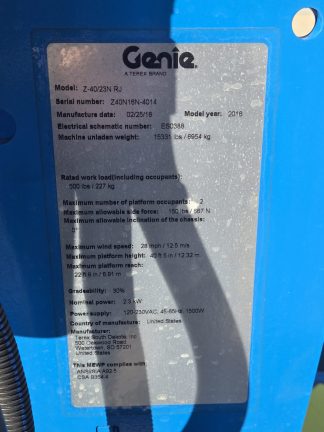 Genie
A TEREX BRAND
Model: Z-40/23N RJ
Serial number: Z40N16N-4014
Manufacture date: 02/25/16 Model year: 2016
Electrical schematic number: ES0388
Machine unladen weight: 15331 lbs / 6954 kg
Rated work load(including occupants):
500 lbs / 227 kg
Maximum number of platform occupants: 2
Maximum allowable side force: 150 lbs / 667 N
Maximum allowable inclination of the chassis:
Maximum wind speed: 28 mph / 12.5 m/s
Maximum platform height: 40 ft 5 in / 12.32 m
Maximum platform reach:
22 ft 8 in / 6.91 m
Gradeability: 30%
Nominal power: 2.3 kW
Power supply: 120-230VAC, 45-65Hz, 1500W
Country of manufacture: United States
Manufacturer:
Terex South Dakota, Inc
500 Oakwood Road
Watertown, SD 57201
United States
This MEWP complies with:
ANSI/SIA A92.5
CSA B354.4